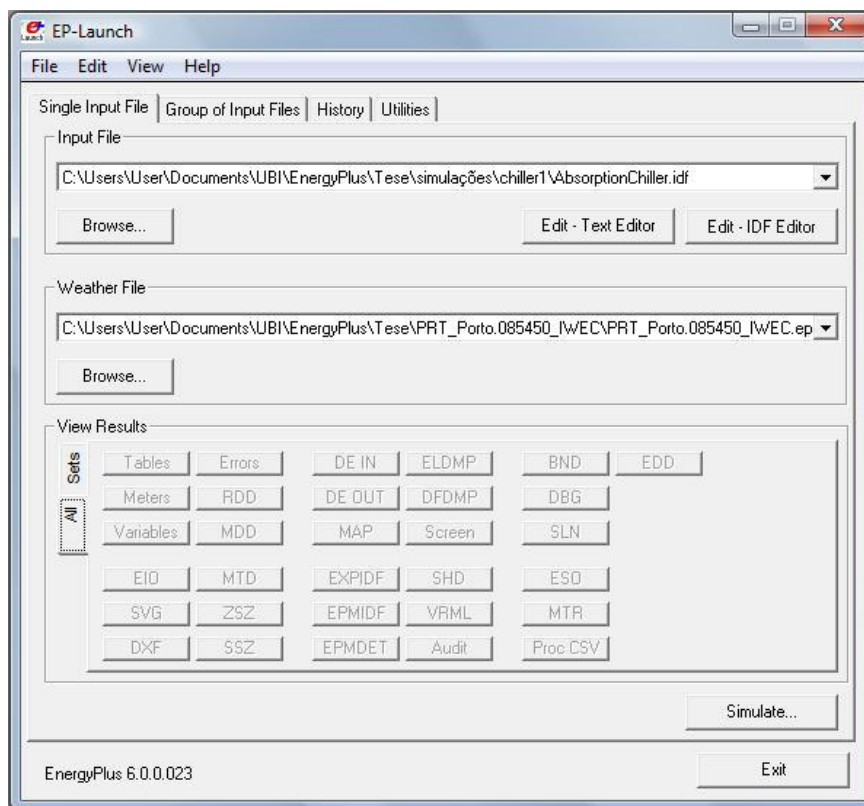 EP-Launch
File Edit View Help
Single Input File Group of Input Files History Utilities
Input File
C:\Users\User\Documents\UBI\EnergyPlus\Tese\simulações\chiller1\AbsorptionChiller.idf
Browse... Edit - Text Editor Edit - IDF Editor
Weather File
C:\Users\User\Documents\UBI\EnergyPlus\Tese\PRT_Porto.085450_IWEC\PRT_Porto.085450_IWEC.ep
Browse...
View Results
Sets
All
Tables Errors DE IN ELDMP BND EDD
Meters RDD DE OUT DFDMP DBG
Variables MDD MAP Screen SLN
EIO MTD EXPIDF SHD ESO
SVG ZSZ EPMIDF VRML MTR
DXF SSZ EPMDET Audit Proc CSV
Simulate...
EnergyPlus 6.0.0.023 Exit